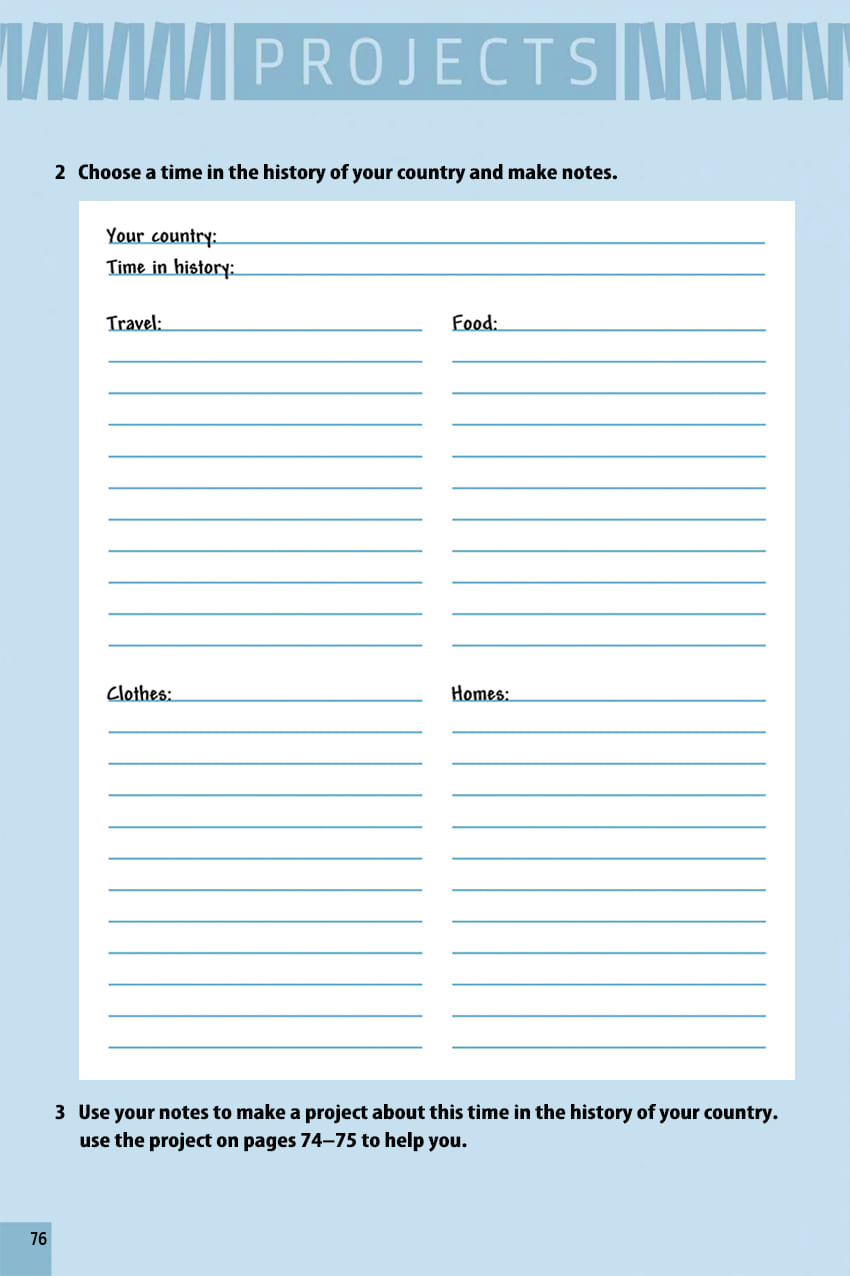 PROJECTS
2 Choose a time in the history of your country and make notes.
Your country:
Time in history:
Travel:
Food:
Clothes:
Homes:
3 Use your notes to make a project about this time in the history of your country.
use the project on pages 74–75 to help you.
76